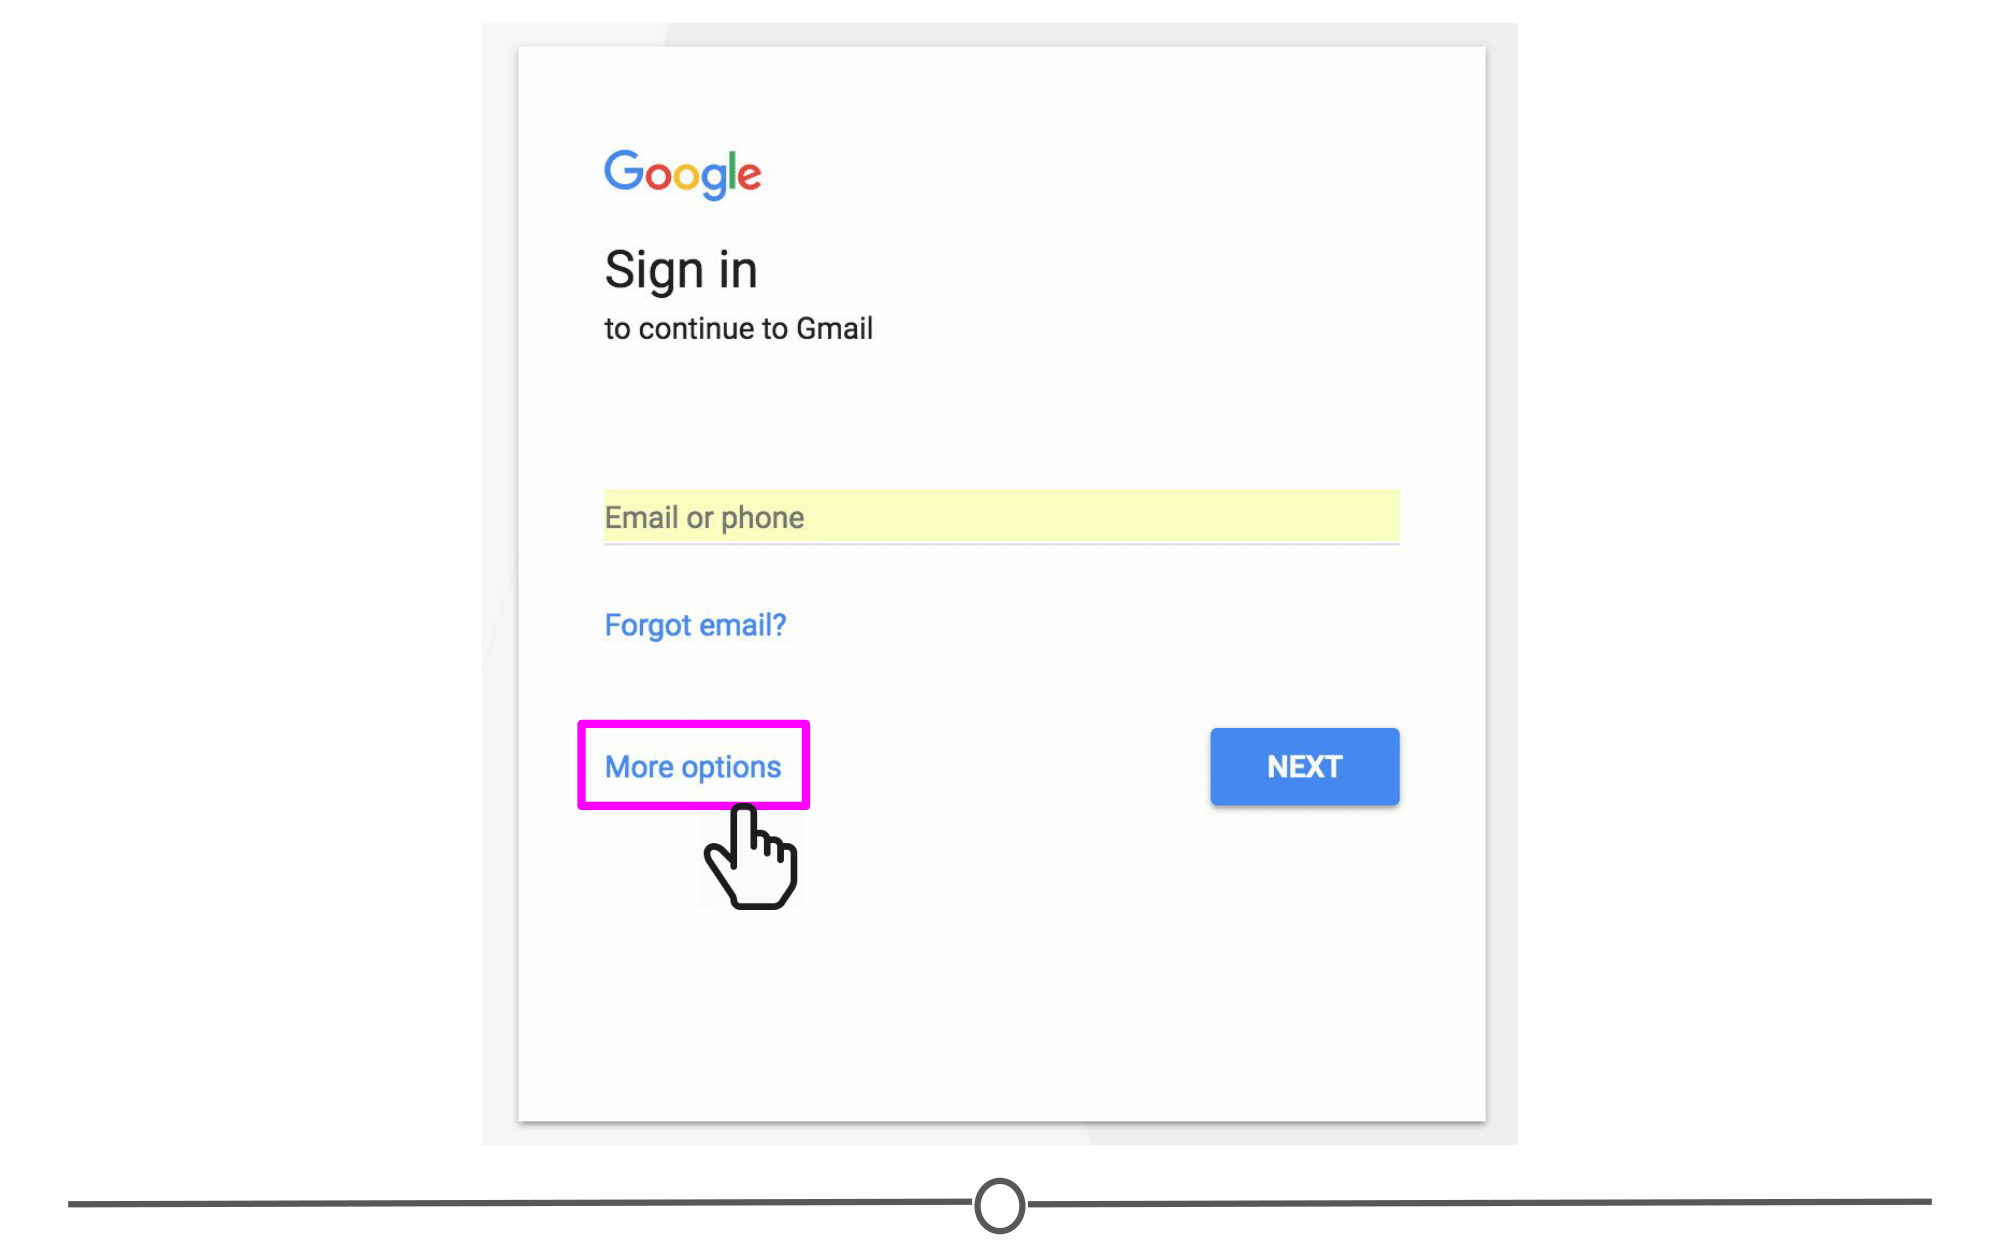 Google
Sign in
to continue to Gmail
Email or phone
Forgot email?
More options
NEXT